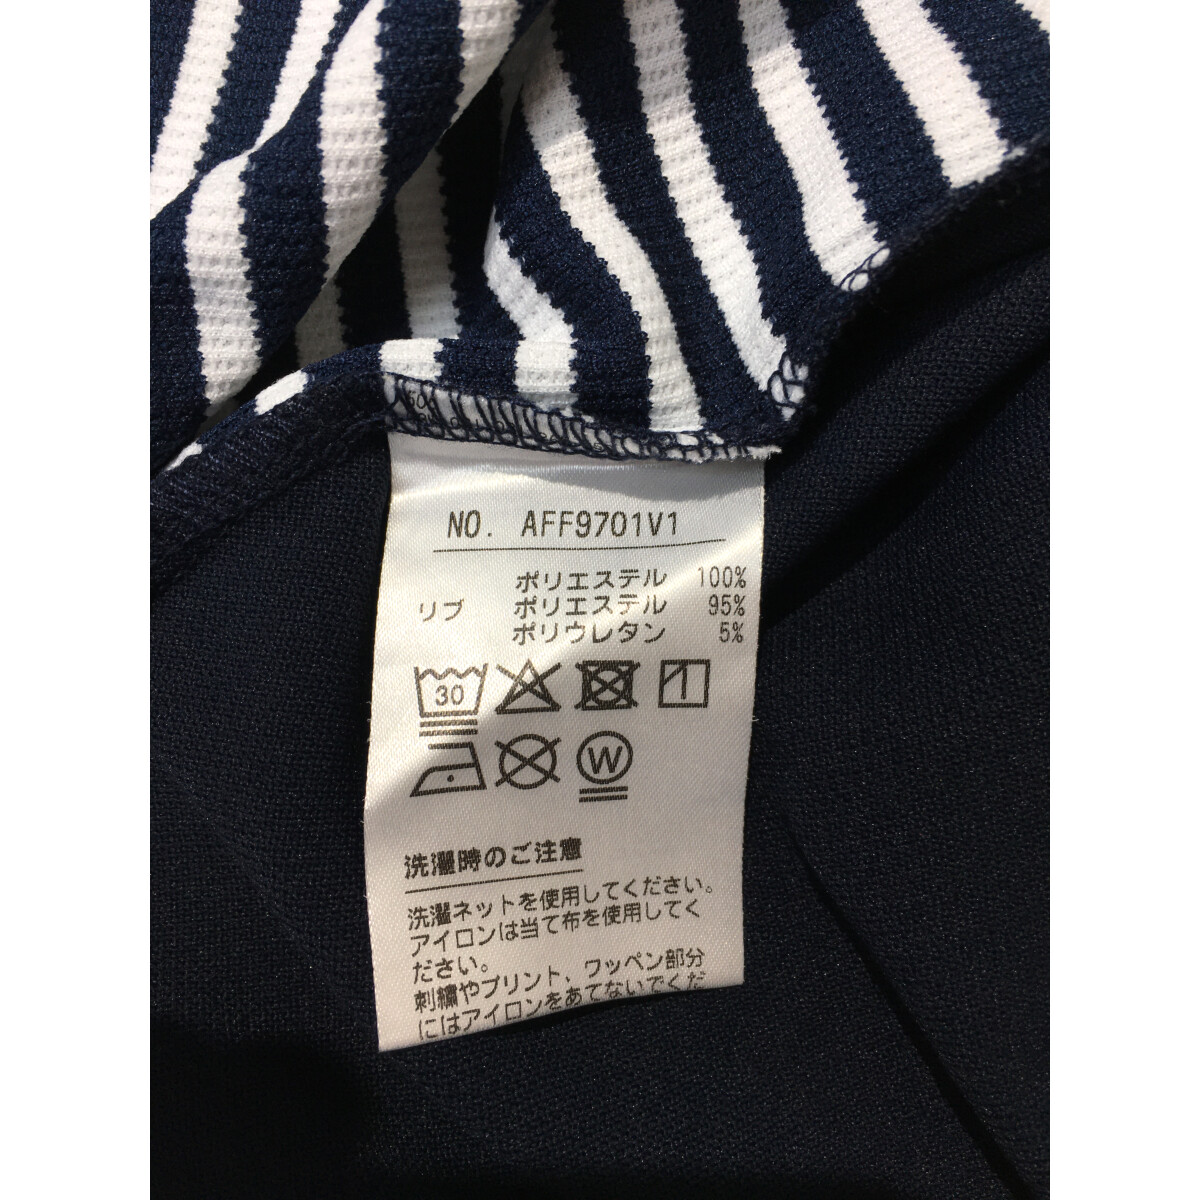 NO. AFF9701V1
ポリエステル 100%
リブ ポリエステル 95%
ポリウレタン 5%
30
W
洗濯時のご注意
洗濯ネットを使用してください。
アイロンは当て布を使用してく
ださい。
刺繍やプリント、ワッペン部分
にはアイロンをあてないでくだ